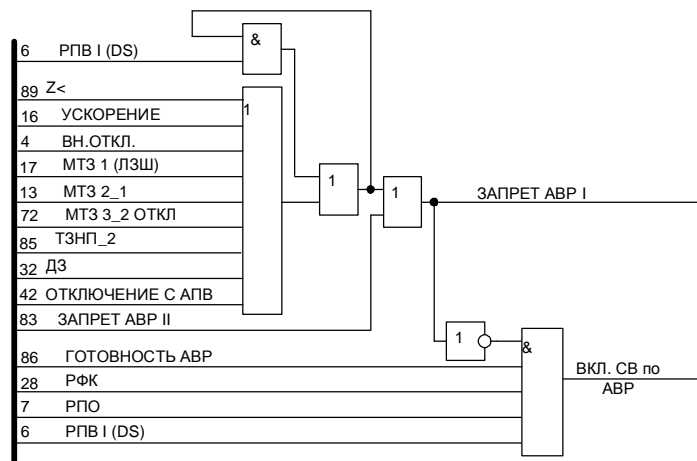 &
6 РПВ I (DS)
89 Z<
1
16 УСКОРЕНИЕ
4 ВН.ОТКЛ.
17 МТЗ 1 (ЛЗШ)
1
1
13 МТЗ 2_1
ЗАПРЕТ АВР I
72 МТЗ 3_2 ОТКЛ
85 ТЗНП_2
32 ДЗ
42 ОТКЛЮЧЕНИЕ С АПВ
83 ЗАПРЕТ АВР II
1
&
86 ГОТОВНОСТЬ АВР
28 РФК
ВКЛ. СВ по
АВР
7 РПО
6 РПВ I (DS)